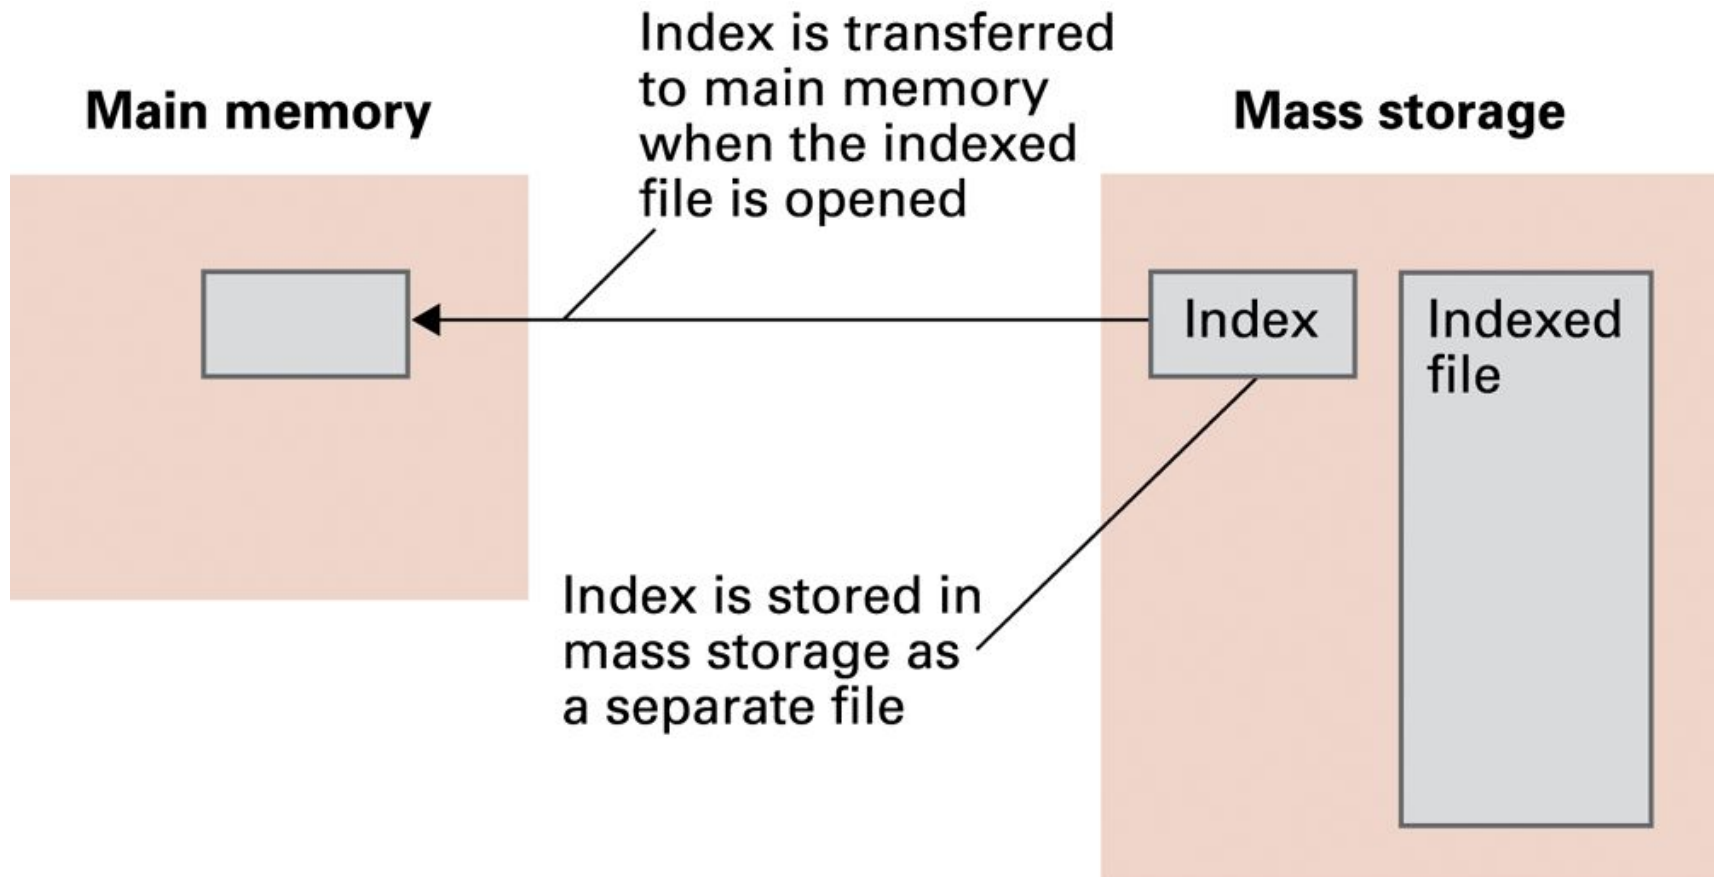 Main memory
Index is transferred
to main memory
when the indexed
file is opened
Mass storage
Index
Indexed
file
Index is stored in
mass storage as
a separate file